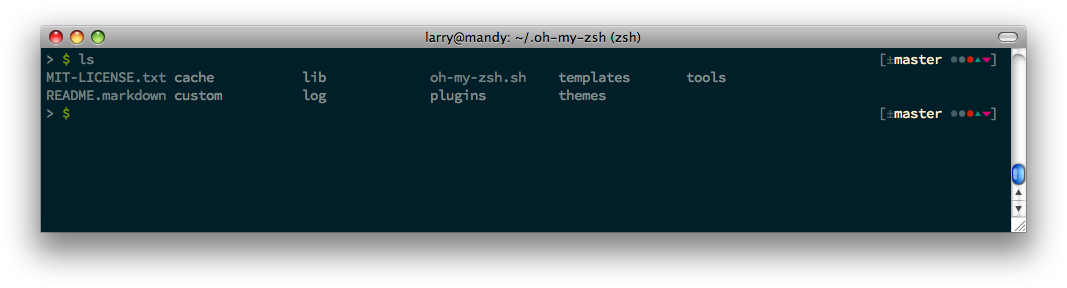 larry@mandy: ~/.oh-my-zsh (zsh)
> $ ls [±master ●●●▲▼]
MIT-LICENSE.txt cache lib oh-my-zsh.sh templates tools
README.markdown custom log plugins themes
> $ [±master ●●●▲▼]